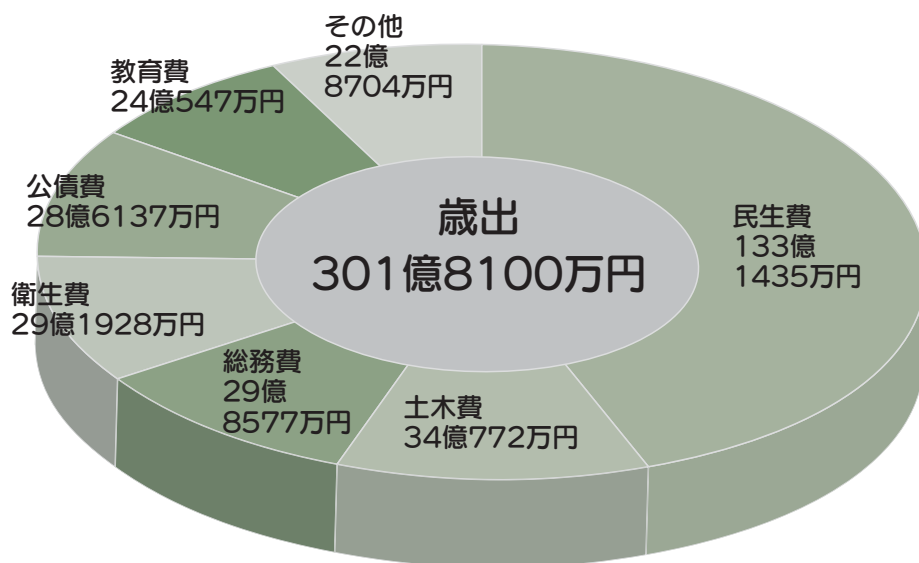 その他
22億
8704万円
教育費
24億547万円
公債費
28億6137万円
衛生費
29億1928万円
総務費
29億
8577万円
土木費
34億772万円
民生費
133億
1435万円
歳出
301億8100万円